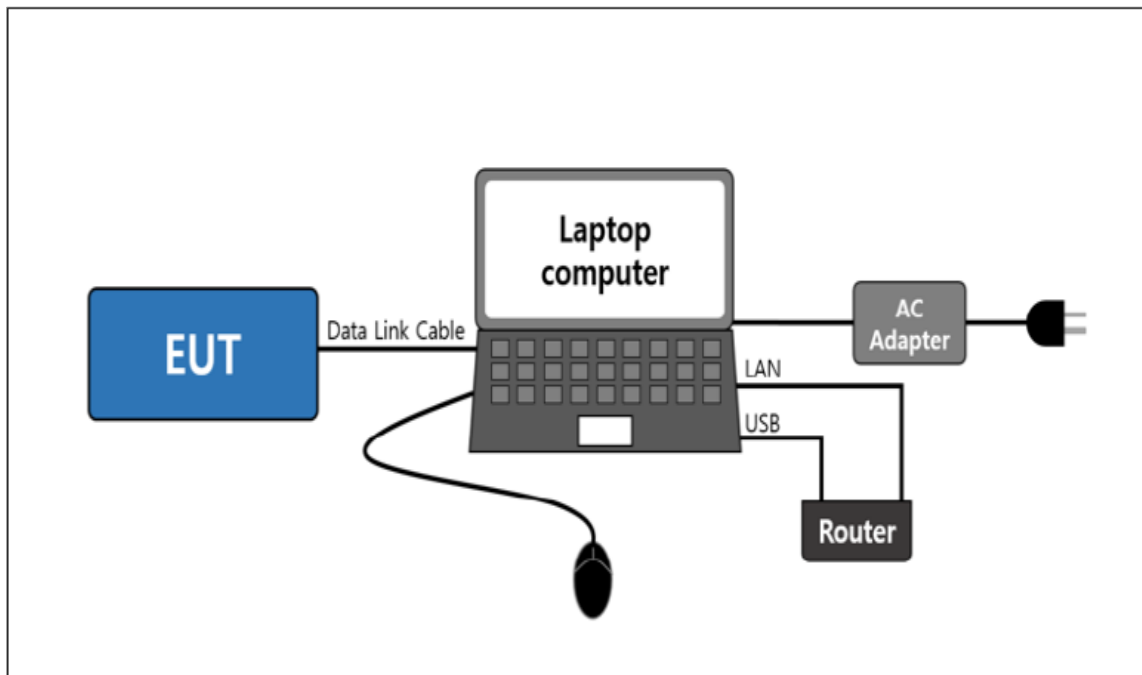 Laptop
computer
EUT
Data Link Cable
AC
Adapter
LAN
USB
Router